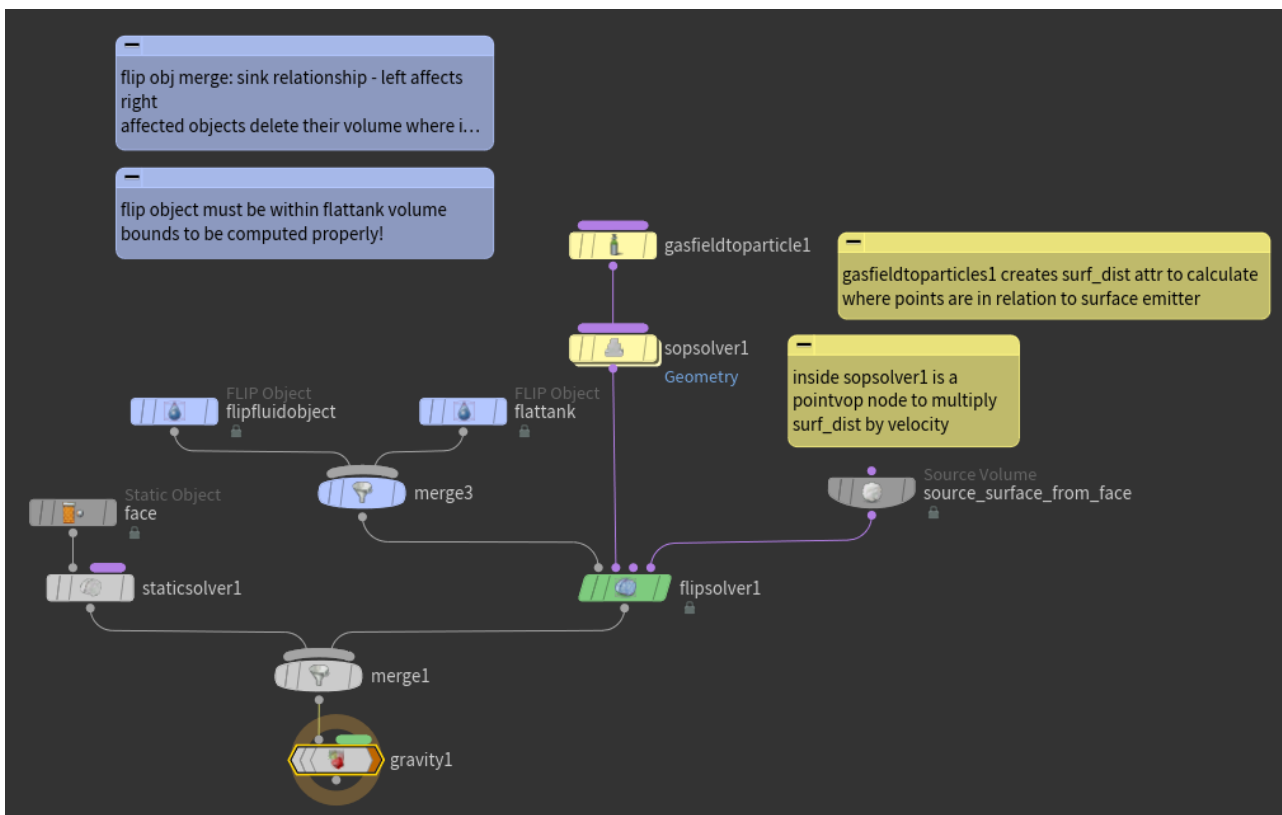 flip obj merge: sink relationship - left affects
right
affected objects delete their volume where i...
flip object must be within flattank volume
bounds to be computed properly!
gasfieldtoparticle1
gasfieldtoparticles1 creates surf_dist attr to calculate
where points are in relation to surface emitter
sopsolver1
Geometry
inside sopsolver1 is a
pointvop node to multiply
surf_dist by velocity
FLIP Object
flipfluidobject
FLIP Object
flattank
merge3
Source Volume
source_surface_from_face
Static Object
face
staticsolver1
flipsolver1
merge1
gravity1